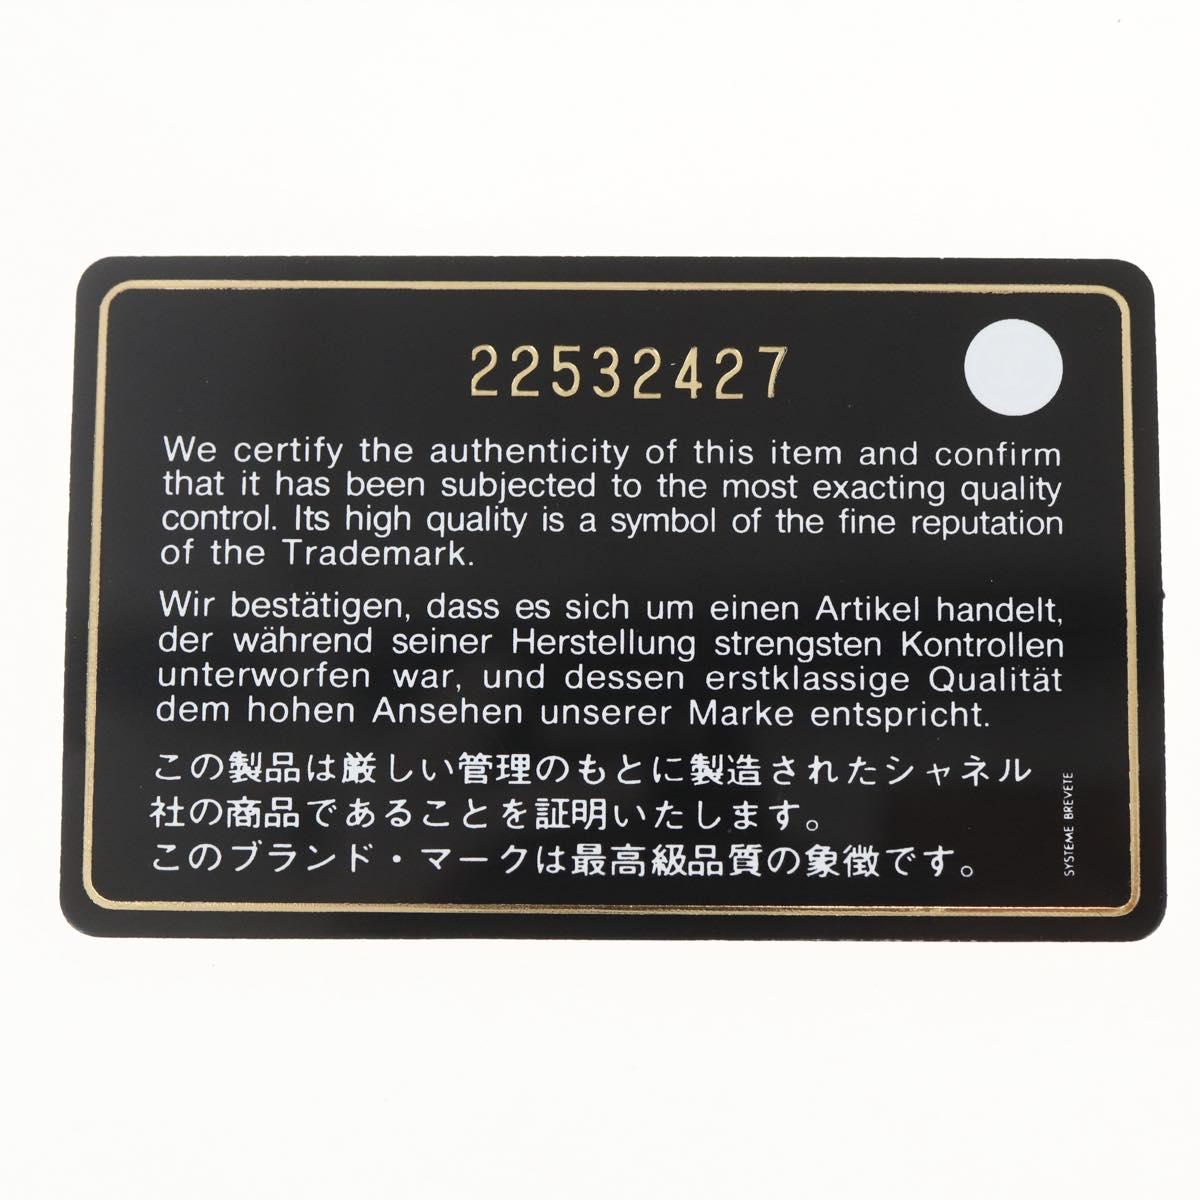 22532427
We certify the authenticity of this item and confirm
that it has been subjected to the most exacting quality
control. Its high quality is a symbol of the fine reputation
of the Trademark.
Wir bestätigen, dass es sich um einen Artikel handelt,
der während seiner Herstellung strengsten Kontrollen
unterworfen war, und dessen erstklassige Qualität
dem hohen Ansehen unserer Marke entspricht.
この製品は厳しい管理のもとに製造されたシャネル
社の商品であることを証明いたします。
このブランド・マークは最高級品質の象徴です。
SYSTEME BREVETE